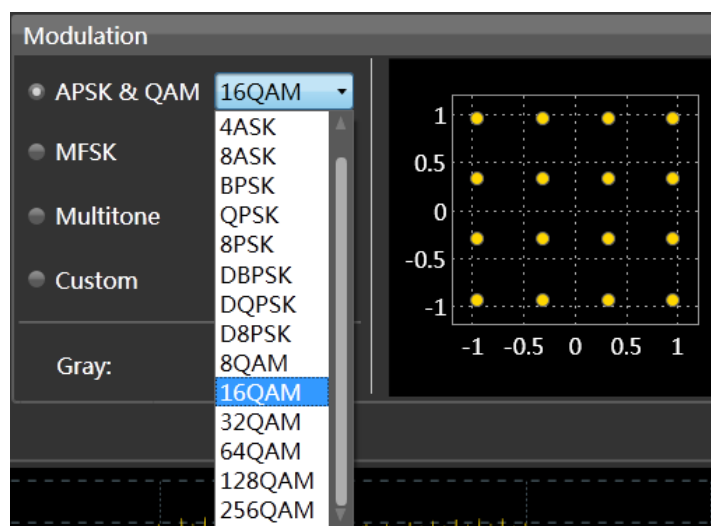 Modulation
APSK & QAM
16QAM
MFSK
Multitone
Custom
Gray:
4ASK
8ASK
BPSK
QPSK
8PSK
DBPSK
DQPSK
D8PSK
8QAM
16QAM
32QAM
64QAM
128QAM
256QAM
1
0.5
0
-0.5
-1
-1 -0.5 0 0.5 1